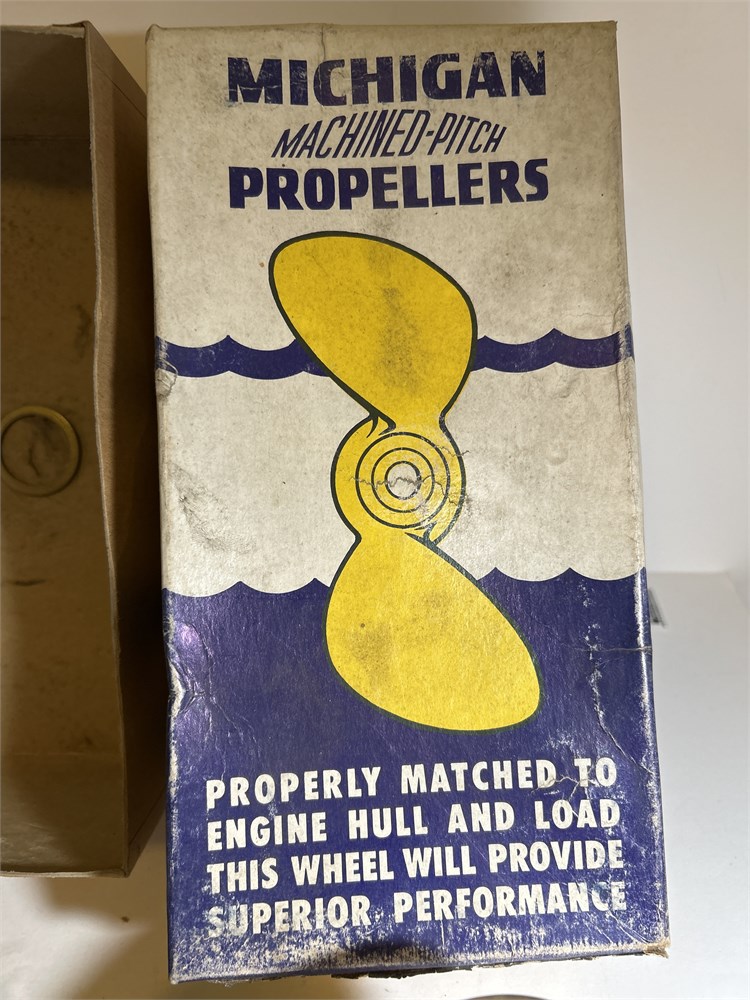 MICHIGAN
MACHINED-PITCH
PROPELLERS
PROPERLY MATCHED TO
ENGINE HULL AND LOAD
THIS WHEEL WILL PROVIDE
SUPERIOR PERFORMANCE